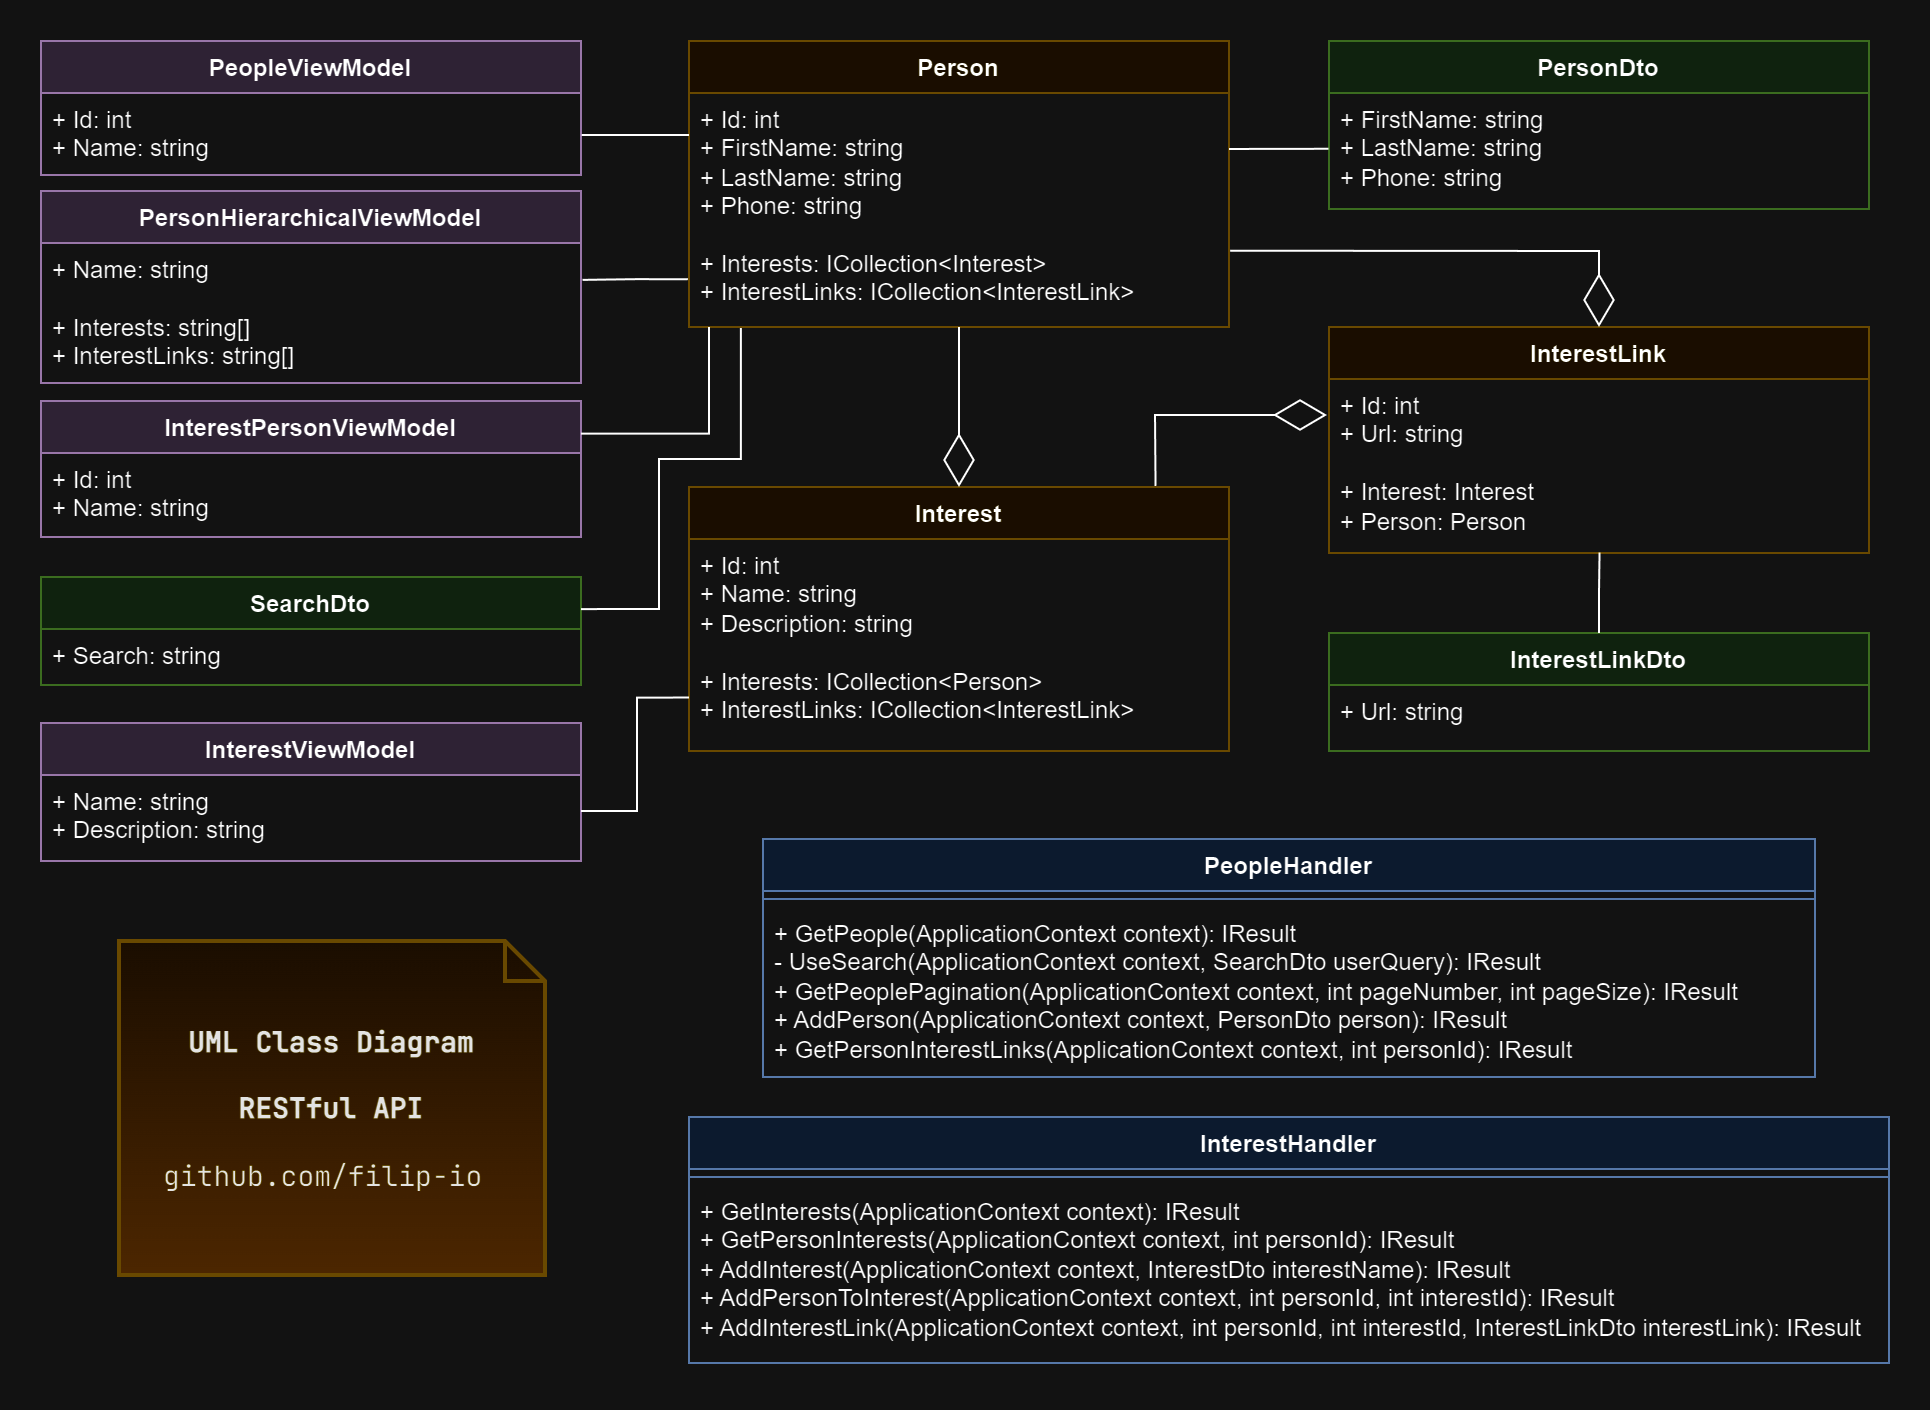 PeopleViewModel
+ Id: int
+ Name: string
PersonHierarchicalViewModel
+ Name: string
+ Interests: string[]
+ InterestLinks: string[]
InterestPersonViewModel
+ Id: int
+ Name: string
SearchDto
+ Search: string
InterestViewModel
+ Name: string
+ Description: string
Person
+ Id: int
+ FirstName: string
+ LastName: string
+ Phone: string
+ Interests: ICollection<Interest>
+ InterestLinks: ICollection<InterestLink>
Interest
+ Id: int
+ Name: string
+ Description: string
+ Interests: ICollection<Person>
+ InterestLinks: ICollection<InterestLink>
PersonDto
+ FirstName: string
+ LastName: string
+ Phone: string
InterestLink
+ Id: int
+ Url: string
+ Interest: Interest
+ Person: Person
InterestLinkDto
+ Url: string
PeopleHandler
+ GetPeople(ApplicationContext context): IResult
- UseSearch(ApplicationContext context, SearchDto userQuery): IResult
+ GetPeoplePagination(ApplicationContext context, int pageNumber, int pageSize): IResult
+ AddPerson(ApplicationContext context, PersonDto person): IResult
+ GetPersonInterestLinks(ApplicationContext context, int personId): IResult
InterestHandler
+ GetInterests(ApplicationContext context): IResult
+ GetPersonInterests(ApplicationContext context, int personId): IResult
+ AddInterest(ApplicationContext context, InterestDto interestName): IResult
+ AddPersonToInterest(ApplicationContext context, int personId, int interestId): IResult
+ AddInterestLink(ApplicationContext context, int personId, int interestId, InterestLinkDto interestLink): IResult
UML Class Diagram
RESTful API
github.com/filip-io